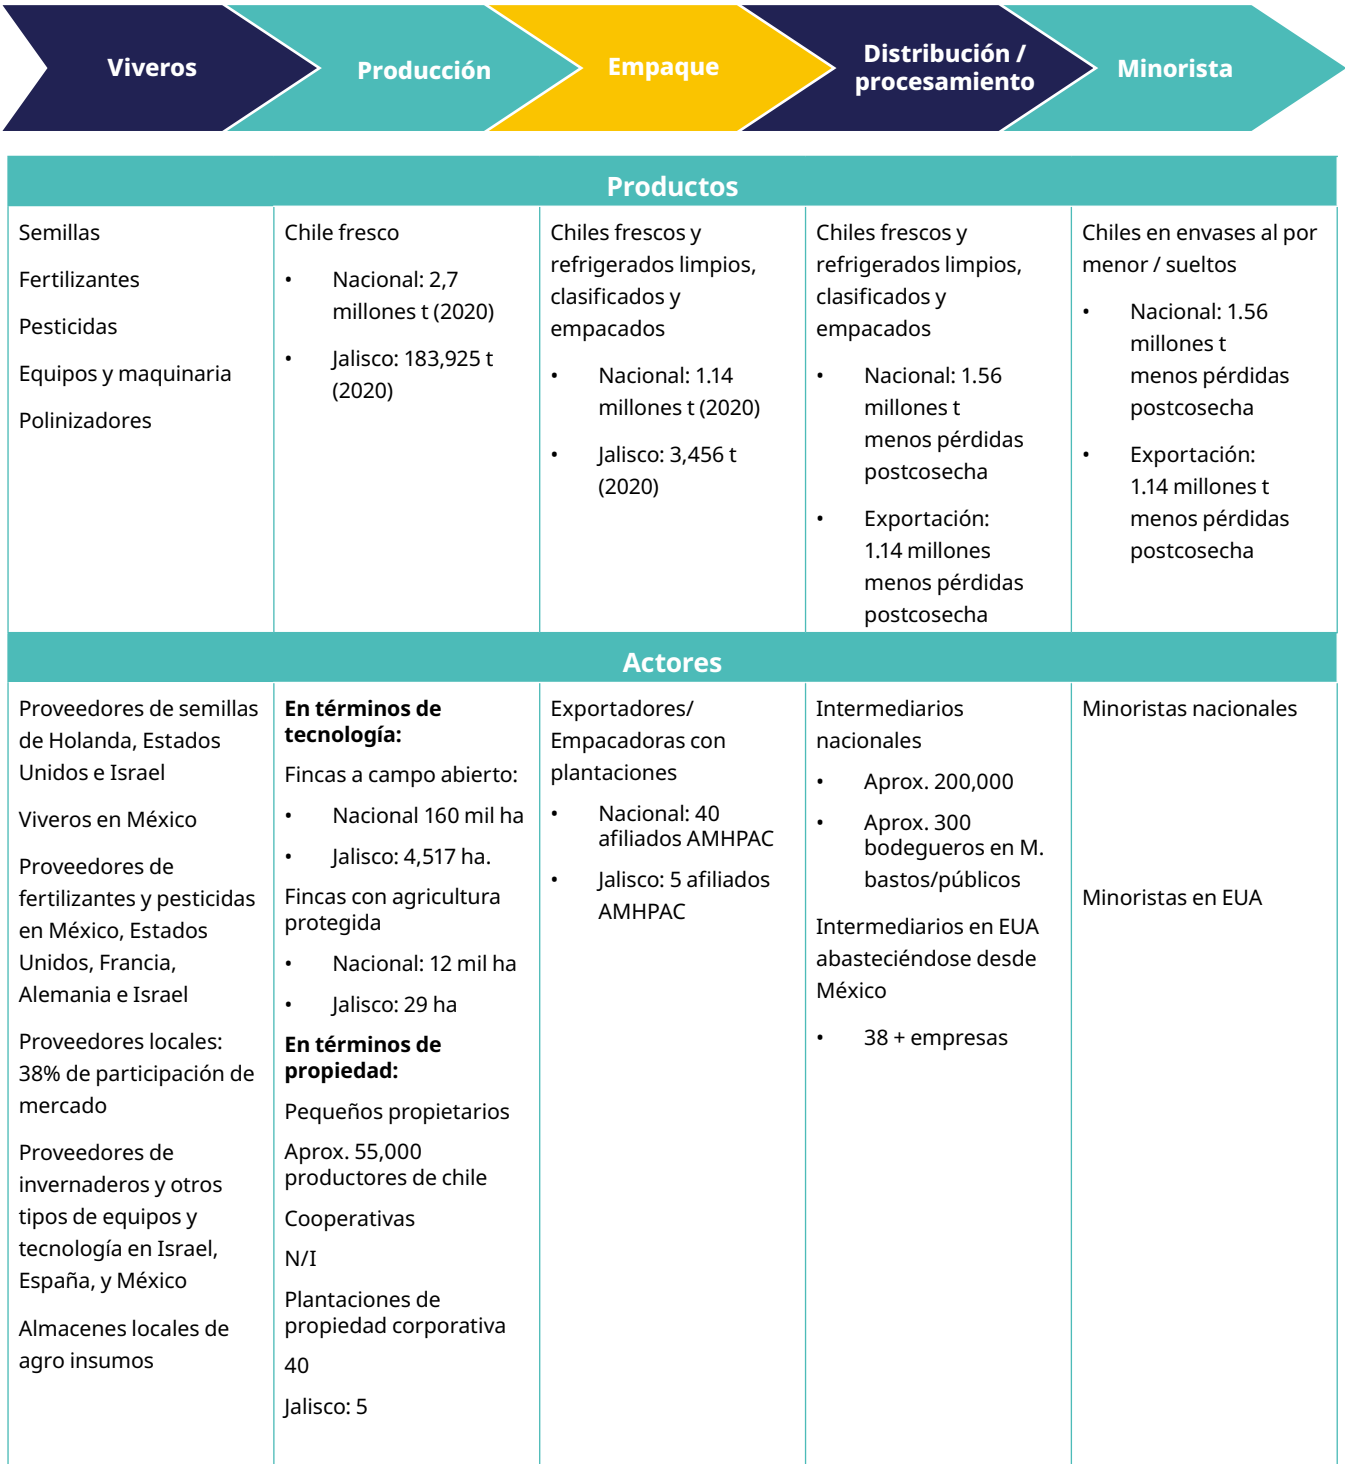 Viveros
Producción
Empaque
Distribución /
procesamiento
Minorista
Productos
Semillas
Fertilizantes
Pesticidas
Equipos y maquinaria
Polinizadores
Chile fresco
• Nacional: 2,7
millones t (2020)
• Jalisco: 183,925 t
(2020)
Chiles frescos y
refrigerados limpios,
clasificados y
empacados
• Nacional: 1.14
millones t (2020)
• Jalisco: 3,456 t
(2020)
Chiles frescos y
refrigerados limpios,
clasificados y
empacados
• Nacional: 1.56
millones t
menos pérdidas
postcosecha
• Exportación:
1.14 millones
menos pérdidas
postcosecha
Chiles en envases al por
menor / sueltos
• Nacional: 1.56
millones t
menos pérdidas
postcosecha
• Exportación:
1.14 millones t
menos pérdidas
postcosecha
Actores
Proveedores de semillas
de Holanda, Estados
Unidos e Israel
Viveros en México
Proveedores de
fertilizantes y pesticidas
en México, Estados
Unidos, Francia,
Alemania e Israel
Proveedores locales:
38% de participación de
mercado
Proveedores de
invernaderos y otros
tipos de equipos y
tecnología en Israel,
España, y México
Almacenes locales de
agro insumos
En términos de
tecnología:
Fincas a campo abierto:
• Nacional 160 mil ha
• Jalisco: 4,517 ha.
Fincas con agricultura
protegida
• Nacional: 12 mil ha
• Jalisco: 29 ha
En términos de
propiedad:
Pequeños propietarios
Aprox. 55,000
productores de chile
Cooperativas
N/I
Plantaciones de
propiedad corporativa
40
Jalisco: 5
Exportadores/
Empacadoras con
plantaciones
• Nacional: 40
afiliados AMHPAC
• Jalisco: 5 afiliados
AMHPAC
Intermediarios
nacionales
• Aprox. 200,000
• Aprox. 300
bodegueros en M.
bastos/públicos
Intermediarios en EUA
abasteciéndose desde
México
• 38 + empresas
Minoristas nacionales
Minoristas en EUA